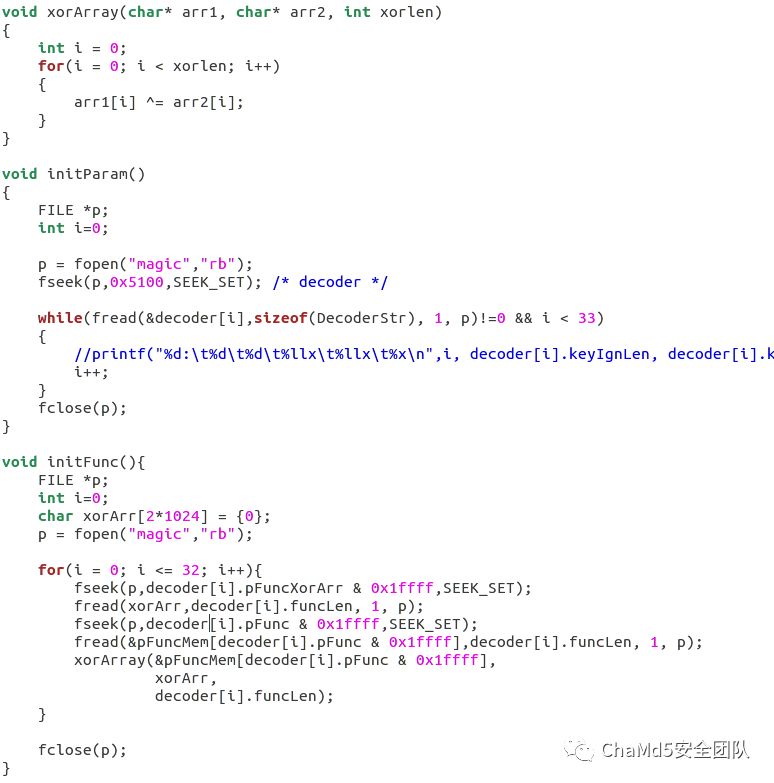 void xorArray(char* arr1, char* arr2, int xorlen)
{
    int i = 0;
    for(i = 0; i < xorlen; i++)
    {
        arr1[i] ^= arr2[i];
    }
}

void initParam()
{
    FILE *p;
    int i=0;

    p = fopen("magic","rb");
    fseek(p,0x5100,SEEK_SET); /* decoder */

    while(fread(&decoder[i],sizeof(DecoderStr), 1, p)!=0 && i < 33)
    {
        //printf("%d:\t%d\t%d\t%llx\t%llx\t%x\n",i, decoder[i].keyIgnLen, decoder[i].k
        i++;
    }
    fclose(p);
}

void initFunc(){
    FILE *p;
    int i=0;
    char xorArr[2*1024] = {0};
    p = fopen("magic","rb");

    for(i = 0; i <= 32; i++){
        fseek(p,decoder[i].pFuncXorArr & 0x1ffff,SEEK_SET);
        fread(xorArr,decoder[i].funcLen, 1, p);
        fseek(p,decoder[i].pFunc & 0x1ffff,SEEK_SET);
        fread(&pFuncMem[decoder[i].pFunc & 0x1ffff],decoder[i].funcLen, 1, p);
        xorArray(&pFuncMem[decoder[i].pFunc & 0x1ffff],
                 xorArr,
                 decoder[i].funcLen);
    }

    fclose(p);
}
ChaMd5安全团队